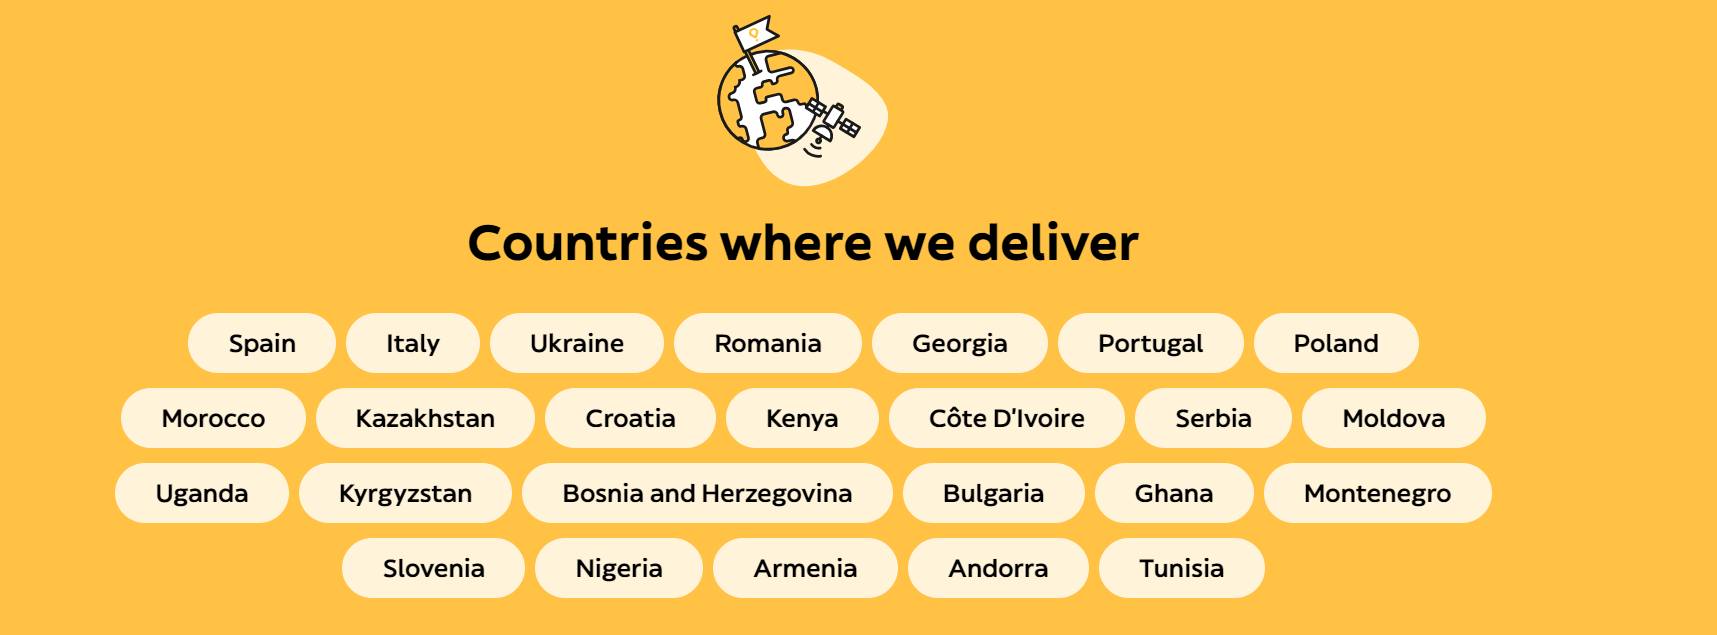 Countries where we deliver
Spain Italy Ukraine Romania Georgia Portugal Poland
Morocco Kazakhstan Croatia Kenya Côte D'Ivoire Serbia Moldova
Uganda Kyrgyzstan Bosnia and Herzegovina Bulgaria Ghana Montenegro
Slovenia Nigeria Armenia Andorra Tunisia